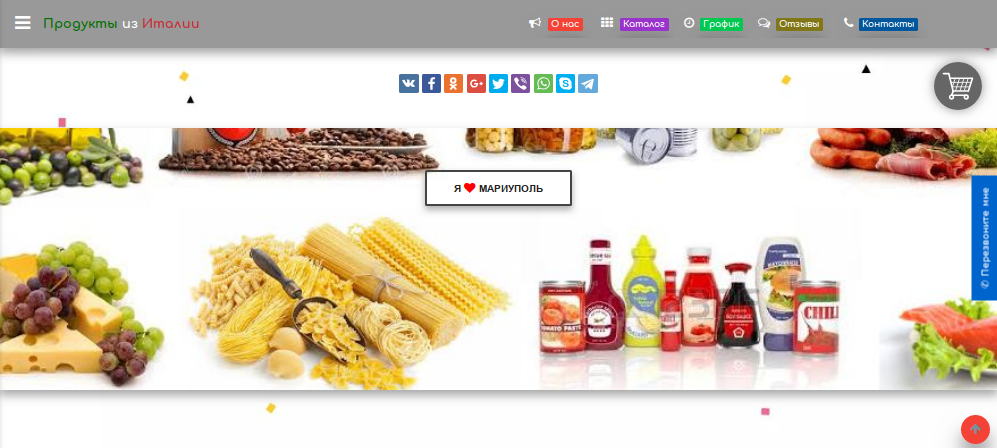 Продукты из Италии
О нас
Каталог
График
Отзывы
Контакты
Я ❤ МАРИУПОЛЬ
Перезвоните мне
TOMATO PASTE
CHILI